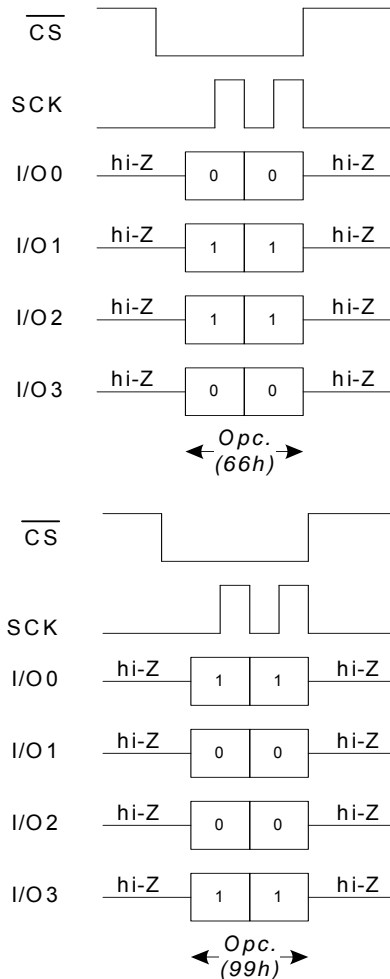 CS
SCK
I/O0 hi-Z 0 0 hi-Z
I/O1 hi-Z 1 1 hi-Z
I/O2 hi-Z 1 1 hi-Z
I/O3 hi-Z 0 0 hi-Z
Opc.
(66h)
CS
SCK
I/O0 hi-Z 1 1 hi-Z
I/O1 hi-Z 0 0 hi-Z
I/O2 hi-Z 0 0 hi-Z
I/O3 hi-Z 1 1 hi-Z
Opc.
(99h)